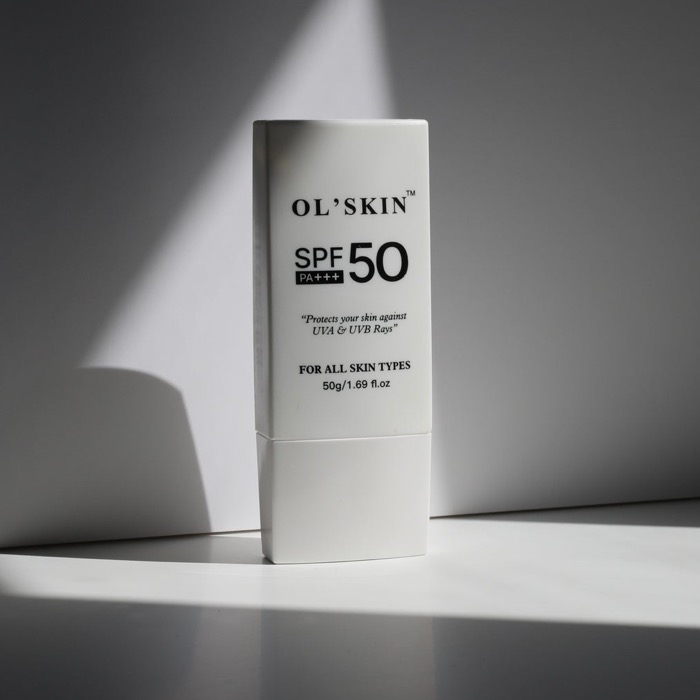 OL’SKIN™
SPF 50
PA+++
“Protects your skin against
UVA & UVB Rays”
FOR ALL SKIN TYPES
50g/1.69 fl.oz